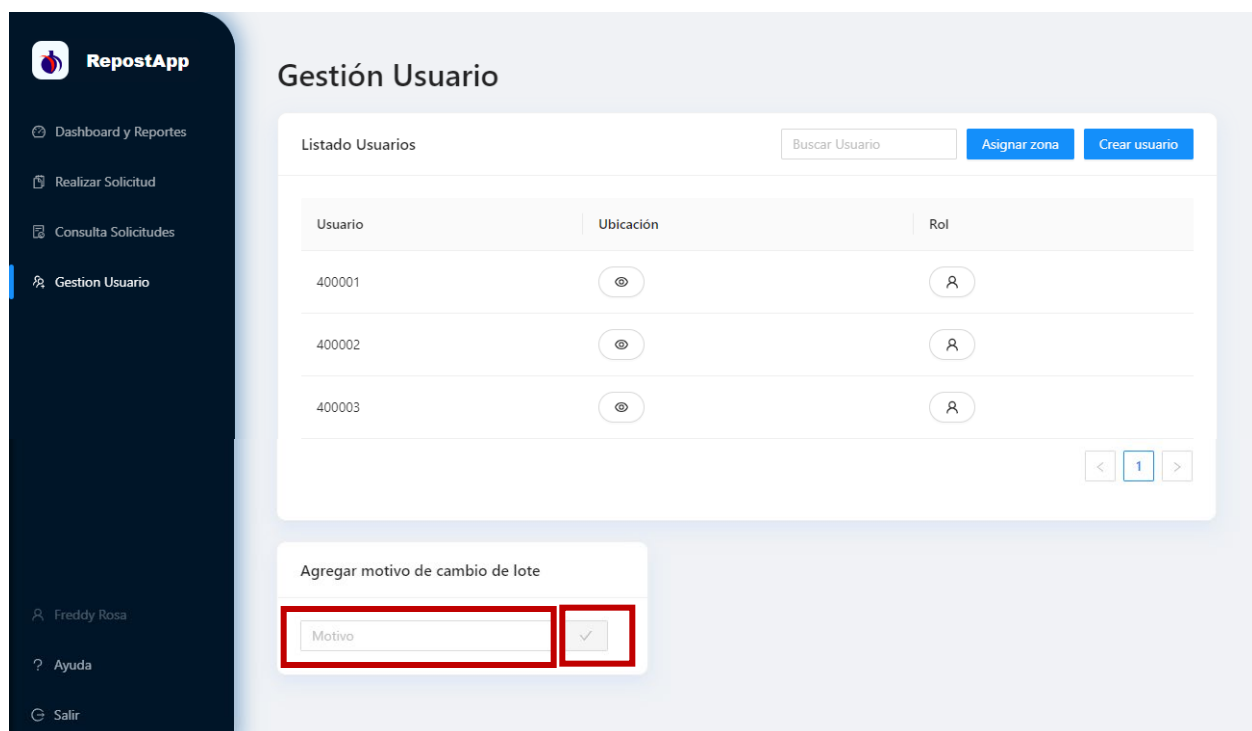 RepostApp
Dashboard y Reportes
Realizar Solicitud
Consulta Solicitudes
Gestion Usuario
Freddy Rosa
? Ayuda
Salir
Gestión Usuario
Listado Usuarios
Buscar Usuario
Asignar zona
Crear usuario
Usuario Ubicación Rol
400001
400002
400003
< 1 >
Agregar motivo de cambio de lote
Motivo